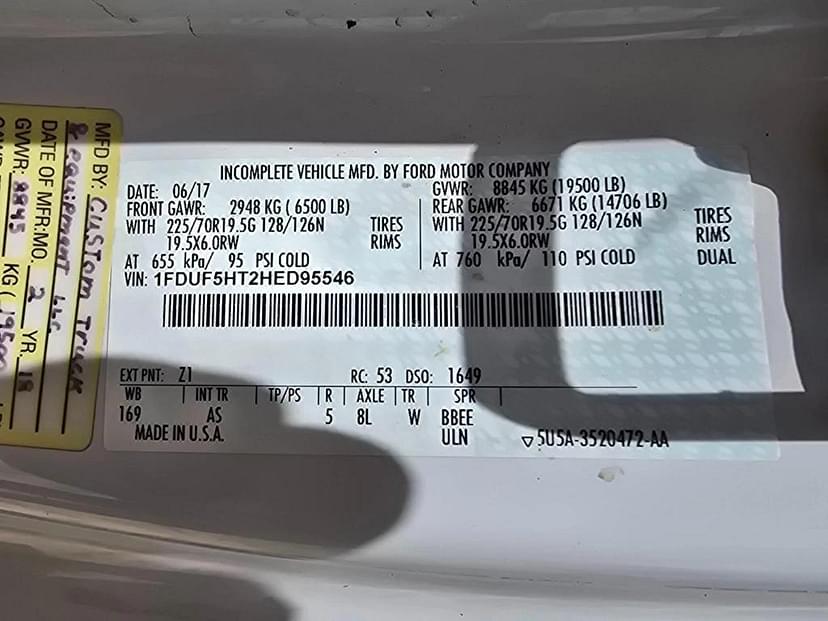 INCOMPLETE VEHICLE MFD. BY FORD MOTOR COMPANY
DATE: 06/17 GVWR: 8845 KG (19500 LB)
FRONT GAWR: 2948 KG ( 6500 LB) REAR GAWR: 6671 KG (14706 LB)
WITH 225/70R19.5G 128/126N TIRES WITH 225/70R19.5G 128/126N TIRES
19.5X6.0RW RIMS 19.5X6.0RW RIMS
AT 655 kPa/ 95 PSI COLD AT 760 kPa/ 110 PSI COLD DUAL
VIN: 1FDUF5HT2HED95546
EXT PNT: Z1 RC: 53 DSO: 1649
WB INT TR TP/PS R AXLE TR SPR
169 AS 5 8L W BBEE
MADE IN U.S.A. ULN 5U5A-3520472-AA
MFD BY: Custom Truck
& equipment LLC
DATE OF MFR:MO. 2 YR. 18
GVWR: 8845 KG ( 19500